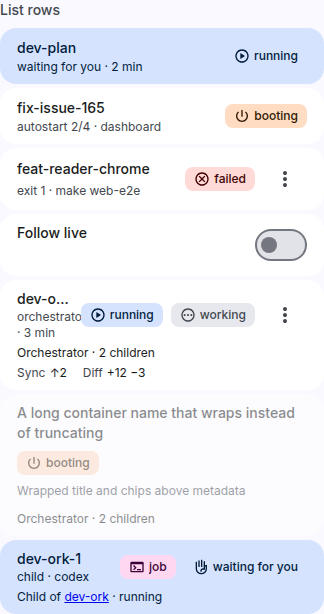 List rows
dev-plan
waiting for you · 2 min
running
fix-issue-165
autostart 2/4 · dashboard
booting
feat-reader-chrome
exit 1 · make web-e2e
failed
Follow live
dev-o...
orchestrato
· 3 min
running
working
Orchestrator · 2 children
Sync ↑2 Diff +12 −3
A long container name that wraps instead
of truncating
booting
Wrapped title and chips above metadata
Orchestrator · 2 children
dev-ork-1
child · codex
job
waiting for you
Child of dev-ork · running